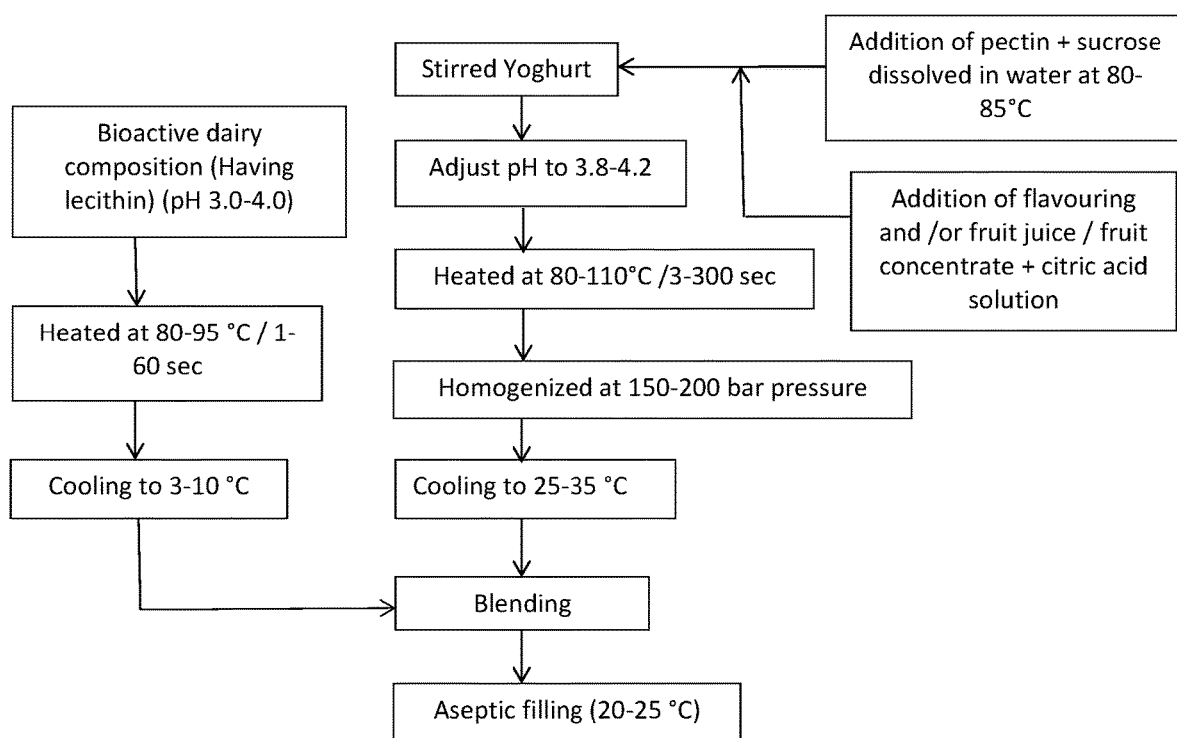 Stirred Yoghurt
Addition of pectin + sucrose
dissolved in water at 80-
85°C
Bioactive dairy
composition (Having
lecithin) (pH 3.0-4.0)
Adjust pH to 3.8-4.2
Addition of flavouring
and /or fruit juice / fruit
concentrate + citric acid
solution
Heated at 80-110°C /3-300 sec
Heated at 80-95 °C / 1-
60 sec
Homogenized at 150-200 bar pressure
Cooling to 3-10 °C
Cooling to 25-35 °C
Blending
Aseptic filling (20-25 °C)